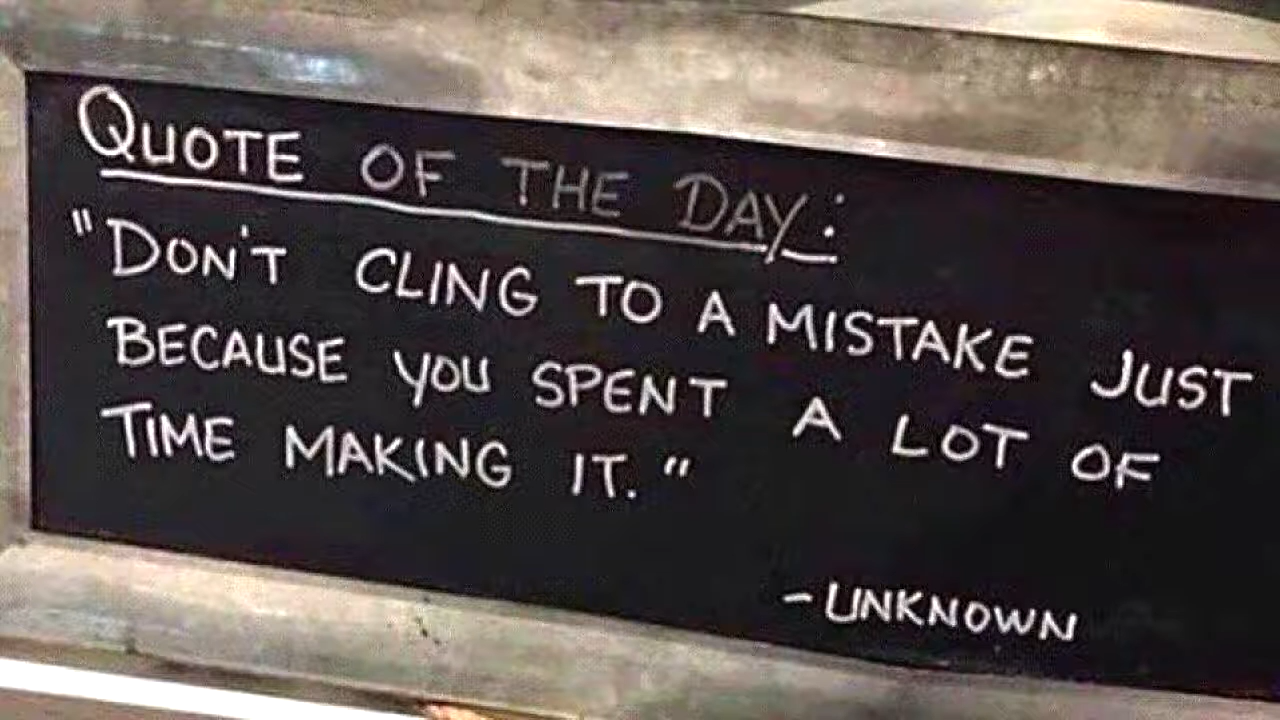 QUOTE OF THE DAY:
"DON'T CLING TO A MISTAKE JUST
BECAUSE YOU SPENT A LOT OF
TIME MAKING IT."
-UNKNOWN